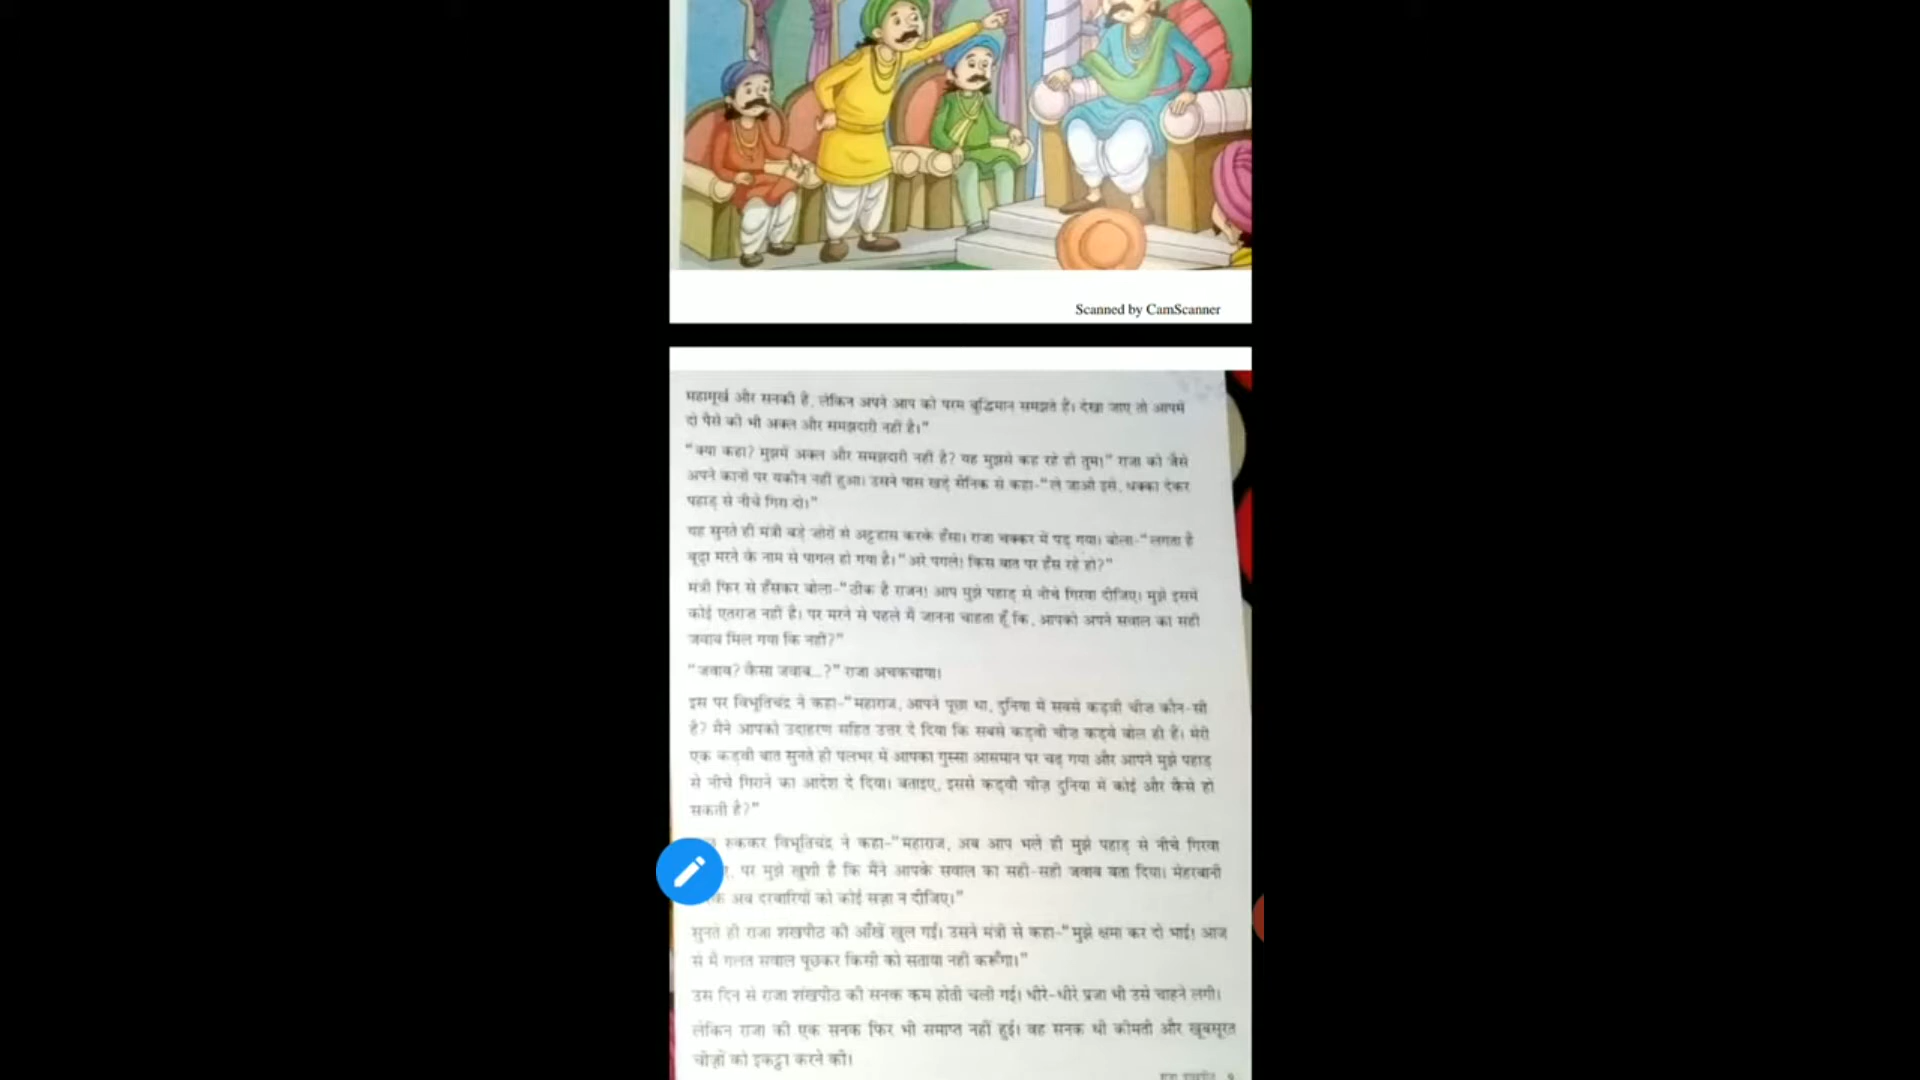 Scanned by CamScanner
महामूर्ख और सनकी हैं, लेकिन अपने आप को परम बुद्धिमान समझते हैं। देखा जाए तो आपमें
दो पैसे की भी अक्ल और समझदारी नहीं है।"
"क्या कहा? मुझमें अक्ल और समझदारी नहीं है? यह मुझसे कह रहे हो तुम!" राजा को जैसे
अपने कानों पर यकीन नहीं हुआ। उसने पास खड़े सैनिक से कहा-"ले जाओ इसे, धक्का देकर
पहाड़ से नीचे गिरा दो।"
यह सुनते ही मंत्री बड़े जोरों से अट्टहास करके हँसा। राजा चक्कर में पड़ गया। बोला-"लगता है
बूढ़ा मरने के नाम से पागल हो गया है।" अरे पगले! किस बात पर हँस रहे हो?"
मंत्री फिर से हँसकर बोला-"ठीक है राजन! आप मुझे पहाड़ से नीचे गिरवा दीजिए। मुझे इसमें
कोई एतराज नहीं है। पर मरने से पहले मैं जानना चाहता हूँ कि, आपको अपने सवाल का सही
जवाब मिल गया कि नहीं?"
"जवाब? कैसा जवाब...?" राजा अचकचाया।
इस पर विभूतिचंद्र ने कहा-"महाराज, आपने पूछा था, दुनिया में सबसे कड़वी चीज़ कौन-सी
है? मैंने आपको उदाहरण सहित उत्तर दे दिया कि सबसे कड़वी चीज़ कड़वे बोल ही हैं। मेरी
एक कड़वी बात सुनते ही पलभर में आपका गुस्सा आसमान पर चढ़ गया और आपने मुझे पहाड़
से नीचे गिराने का आदेश दे दिया। बताइए, इससे कड़वी चीज़ दुनिया में कोई और कैसे हो
सकती है?"
रुककर विभूतिचंद्र ने कहा-"महाराज, अब आप भले ही मुझे पहाड़ से नीचे गिरवा
पर मुझे खुशी है कि मैंने आपके सवाल का सही-सही जवाब बता दिया। मेहरबानी
अब दरबारियों को कोई सज़ा न दीजिए।"
सुनते ही राजा शंखपीठ की आँखें खुल गईं। उसने मंत्री से कहा-"मुझे क्षमा कर दो भाई! आज
से मैं गलत सवाल पूछकर किसी को सताया नहीं करूँगा।"
उस दिन से राजा शंखपीठ की सनक कम होती चली गई। धीरे-धीरे प्रजा भी उसे चाहने लगी।
लेकिन राजा की एक सनक फिर भी समाप्त नहीं हुई। वह सनक थी कीमती और खूबसूरत
चीज़ों को इकट्ठा करने की।